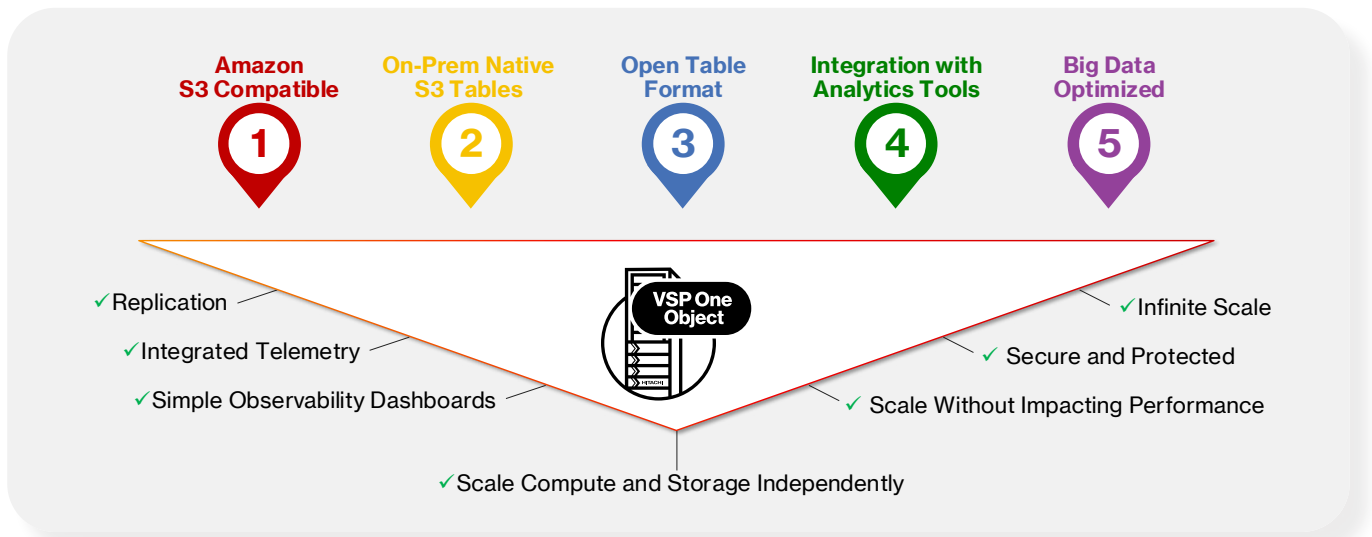 Amazon
S3 Compatible
On-Prem Native
S3 Tables
Open Table
Format
Integration with
Analytics Tools
Big Data
Optimized
1
2
3
4
5
VSP One
Object
HITACHI
✓Replication
✓Integrated Telemetry
✓Simple Observability Dashboards
✓Infinite Scale
✓ Secure and Protected
✓ Scale Without Impacting Performance
✓Scale Compute and Storage Independently